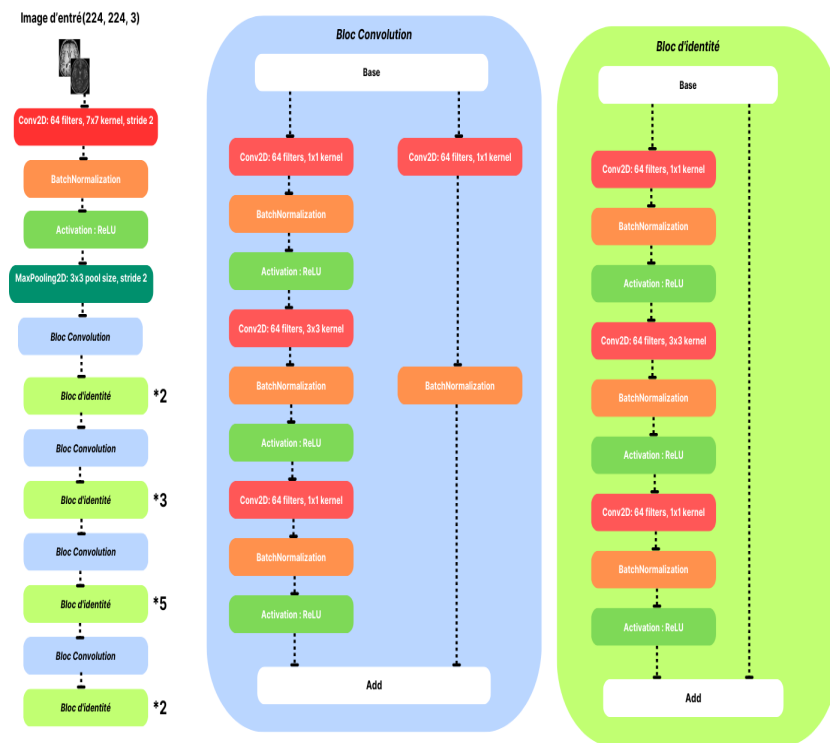 Image d'entré(224, 224, 3)
Conv2D: 64 filters, 7x7 kernel, stride 2
BatchNormalization
Activation : ReLU
MaxPooling2D: 3x3 pool size, stride 2
Bloc Convolution
Bloc d'identité *2
Bloc Convolution
Bloc d'identité *3
Bloc Convolution
Bloc d'identité *5
Bloc Convolution
Bloc d'identité *2
Bloc Convolution
Base
Conv2D: 64 filters, 1x1 kernel
BatchNormalization
Activation : ReLU
Conv2D: 64 filters, 3x3 kernel
BatchNormalization
Activation : ReLU
Conv2D: 64 filters, 1x1 kernel
BatchNormalization
Activation : ReLU
Conv2D: 64 filters, 1x1 kernel
BatchNormalization
Add
Bloc d'identité
Base
Conv2D: 64 filters, 1x1 kernel
BatchNormalization
Activation : ReLU
Conv2D: 64 filters, 3x3 kernel
BatchNormalization
Activation : ReLU
Conv2D: 64 filters, 1x1 kernel
BatchNormalization
Activation : ReLU
Add